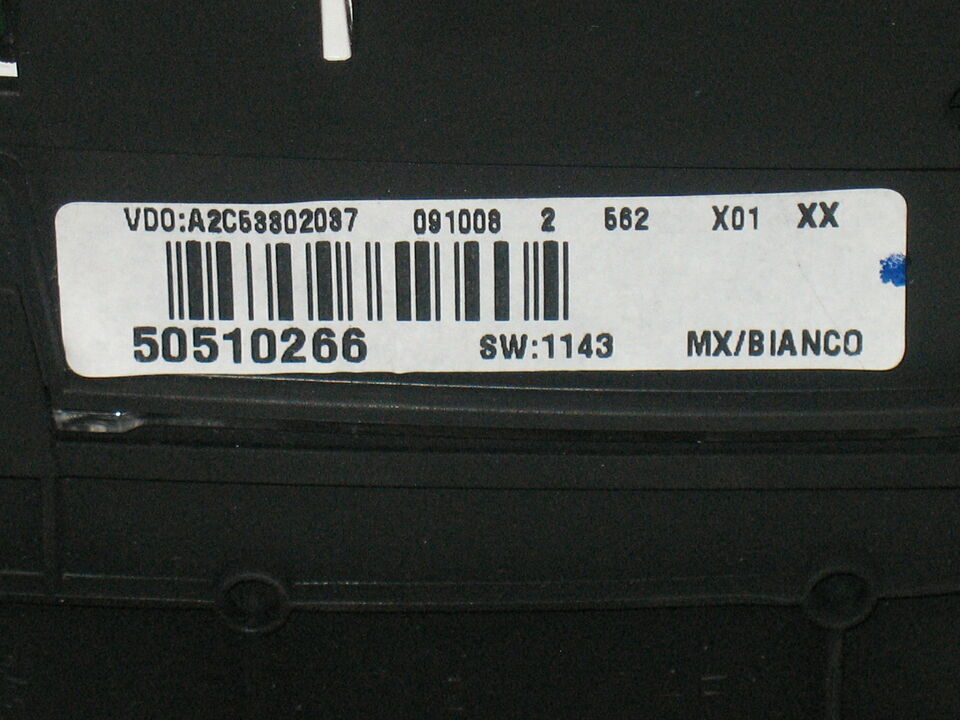 VDO:A2C53302037 091008 2 562 X01 XX
50510266 SW:1143 MX/BIANCO